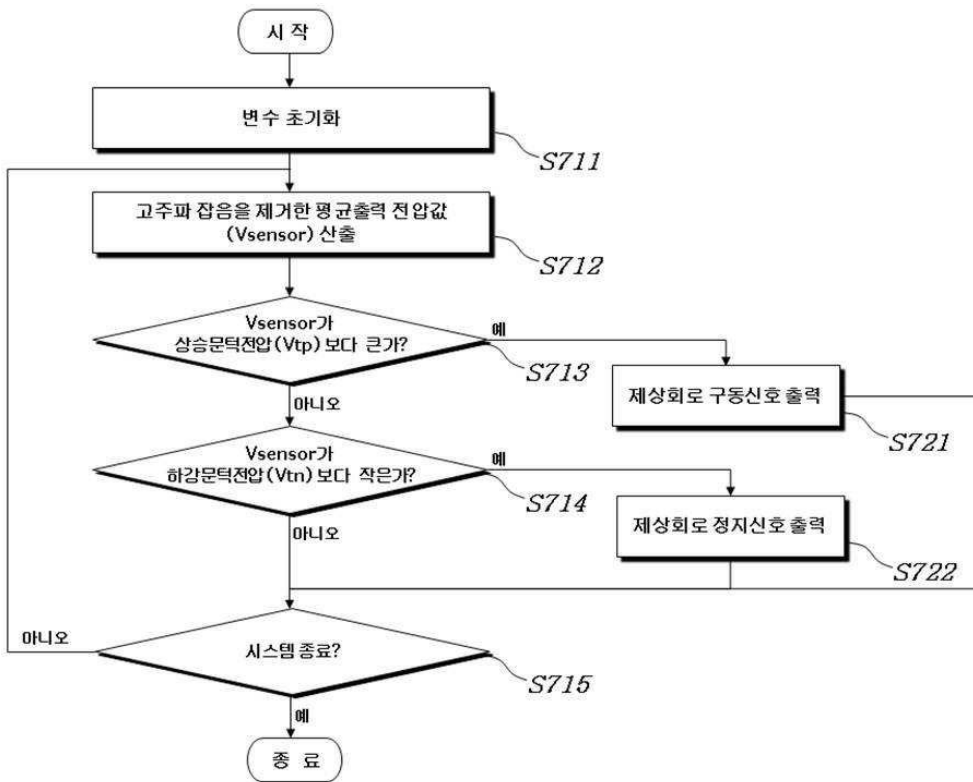 시 작
변수 초기화
S711
고주파 잡음을 제거한 평균출력 전압값
(Vsensor) 산출
S712
Vsensor가
상승문턱전압(Vtp) 보다 큰가?
예
S713
제상회로 구동신호 출력
S721
아니오
Vsensor가
하강문턱전압(Vtn) 보다 작은가?
예
S714
제상회로 정지신호 출력
S722
아니오
시스템 종료?
아니오
S715
예
종 료